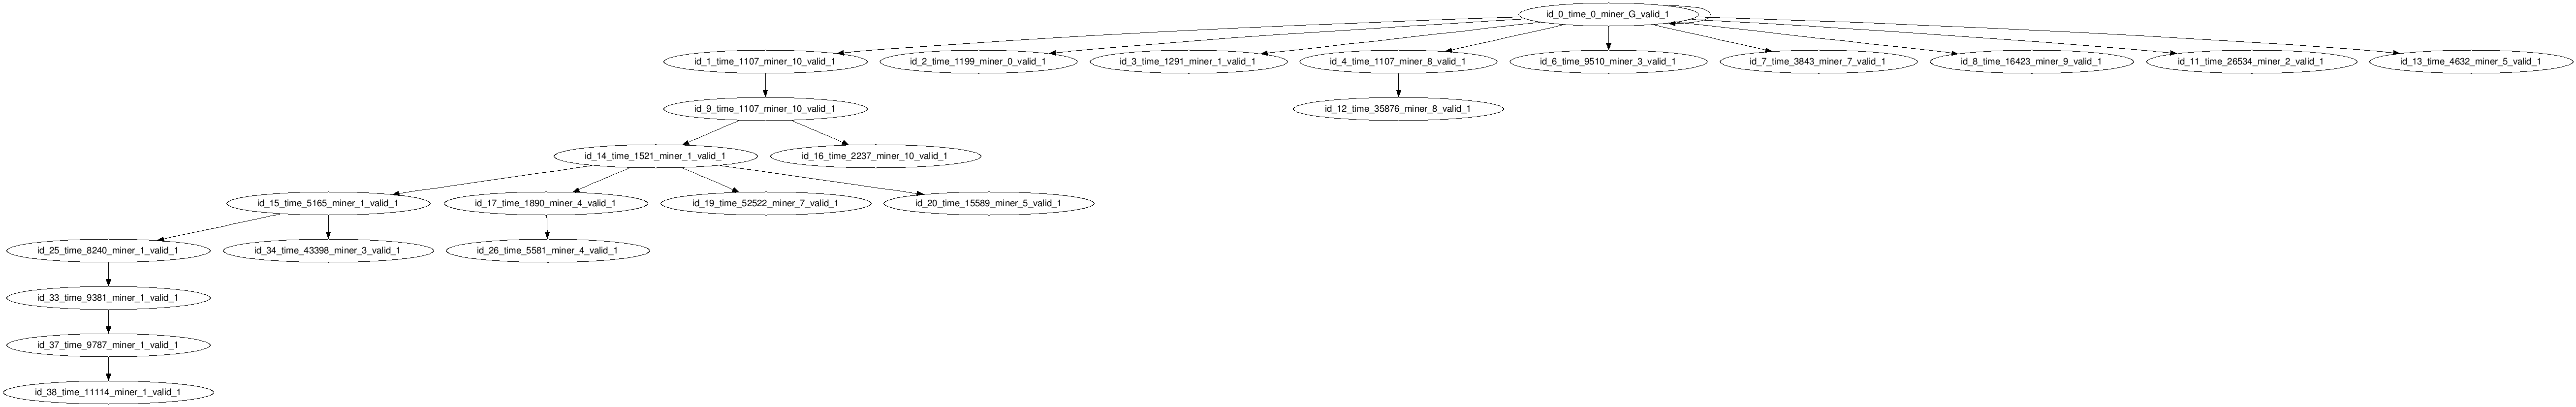 id_0_time_0_miner_G_valid_1
id_1_time_1107_miner_10_valid_1
id_2_time_1199_miner_0_valid_1
id_3_time_1291_miner_1_valid_1
id_4_time_1107_miner_8_valid_1
id_6_time_9510_miner_3_valid_1
id_7_time_3843_miner_7_valid_1
id_8_time_16423_miner_9_valid_1
id_11_time_26534_miner_2_valid_1
id_13_time_4632_miner_5_valid_1
id_9_time_1107_miner_10_valid_1
id_12_time_35876_miner_8_valid_1
id_14_time_1521_miner_1_valid_1
id_16_time_2237_miner_10_valid_1
id_15_time_5165_miner_1_valid_1
id_17_time_1890_miner_4_valid_1
id_19_time_52522_miner_7_valid_1
id_20_time_15589_miner_5_valid_1
id_25_time_8240_miner_1_valid_1
id_34_time_43398_miner_3_valid_1
id_26_time_5581_miner_4_valid_1
id_33_time_9381_miner_1_valid_1
id_37_time_9787_miner_1_valid_1
id_38_time_11114_miner_1_valid_1